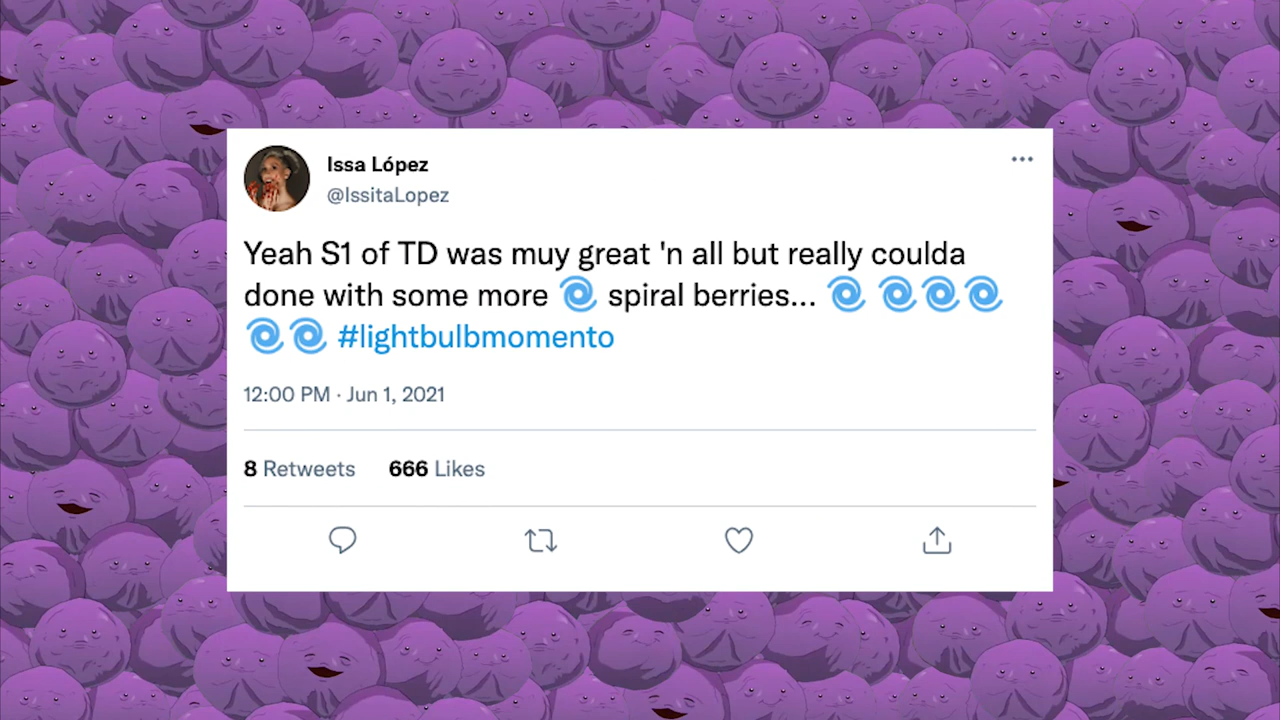 Issa López
@IssitaLopez
Yeah S1 of TD was muy great 'n all but really coulda
done with some more 🌀 spiral berries... 🌀 🌀🌀🌀
🌀🌀 #lightbulbmomento
12:00 PM · Jun 1, 2021
8 Retweets 666 Likes